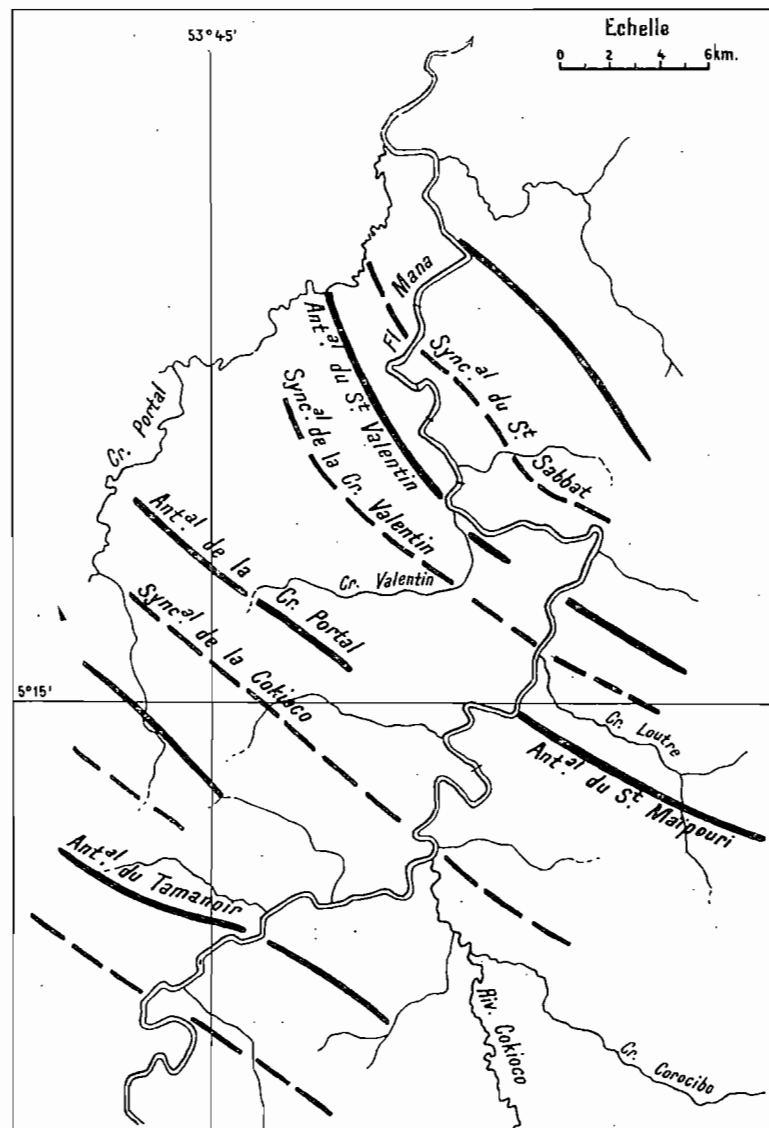 53°45'
Echelle
0 2 4 6km.
Fl Mana
Ant.al du St Valentin
Sync.al du St Sabbat
Sync.al de la Cr. Valentin
Cr. Portal
Ant.al de la Cr. Portal
Cr. Valentin
Sync.al de la Cokioco
5°15'
Cr. Loutre
Ant.al du St Maïpouri
Ant.al du Tamanoir
Riv. Cokioco
Cr. Corocibo